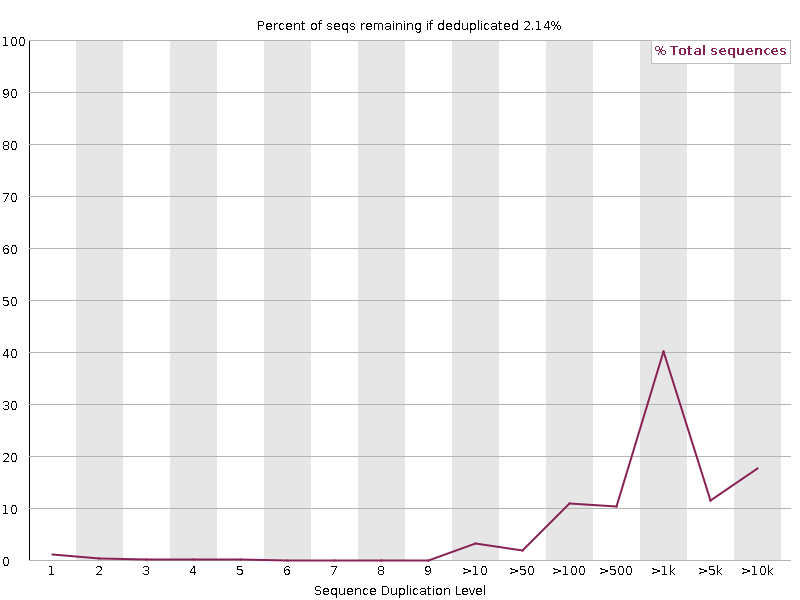 Percent of seqs remaining if deduplicated 2.14%
% Total sequences
100
90
80
70
60
50
40
30
20
10
0
1 2 3 4 5 6 7 8 9 >10 >50 >100 >500 >1k >5k >10k
Sequence Duplication Level